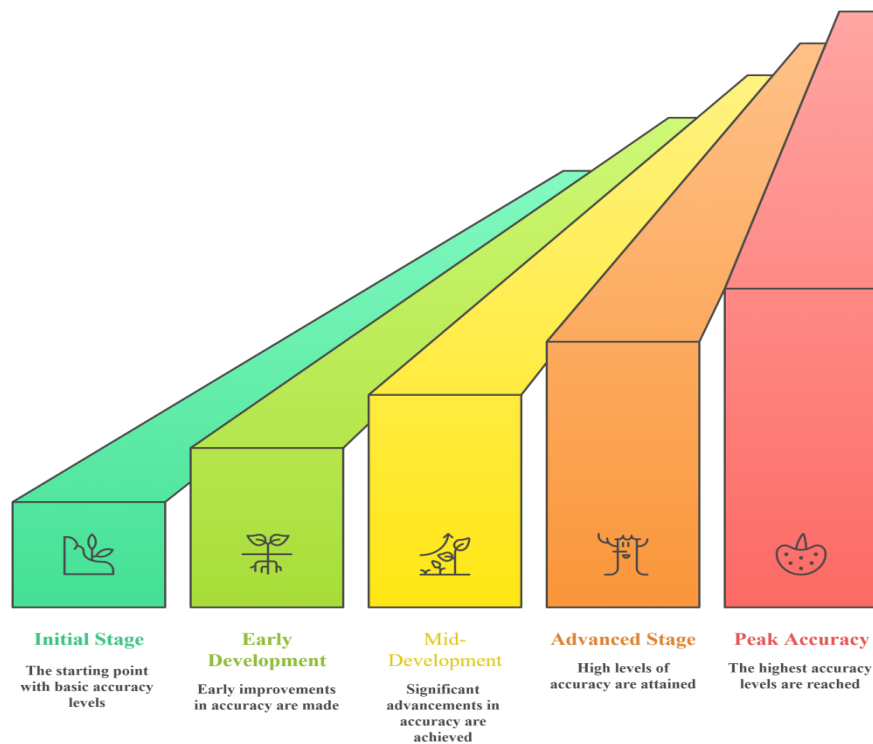 Initial Stage
The starting point
with basic accuracy
levels
Early
Development
Early improvements
in accuracy are made
Mid-
Development
Significant
advancements in
accuracy are
achieved
Advanced Stage
High levels of
accuracy are attained
Peak Accuracy
The highest accuracy
levels are reached